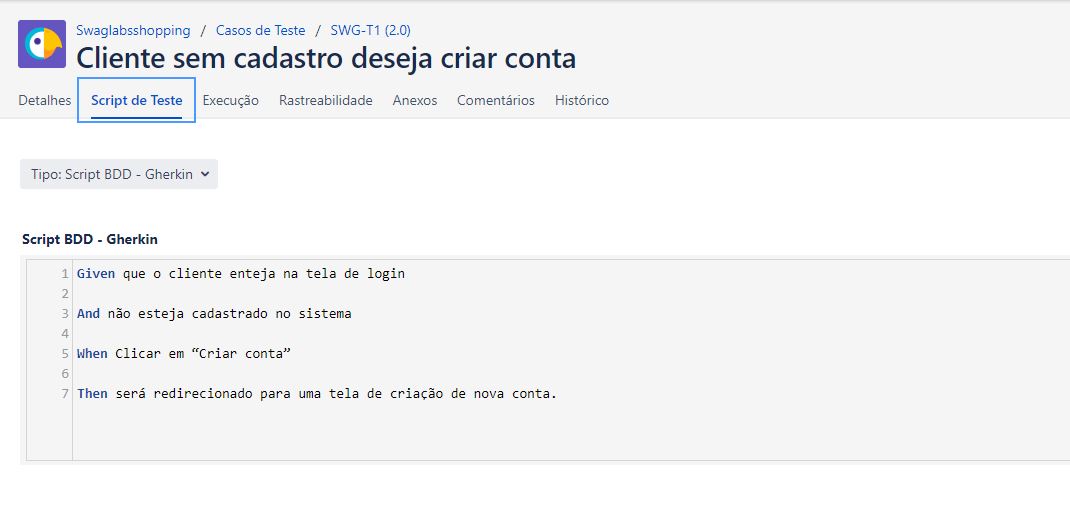 Swaglabsshopping / Casos de Teste / SWG-T1 (2.0)
Cliente sem cadastro deseja criar conta
Detalhes Script de Teste Execução Rastreabilidade Anexos Comentários Histórico
Tipo: Script BDD - Gherkin
Script BDD - Gherkin
1 Given que o cliente enteja na tela de login
2
3 And não esteja cadastrado no sistema
4
5 When Clicar em “Criar conta”
6
7 Then será redirecionado para uma tela de criação de nova conta.